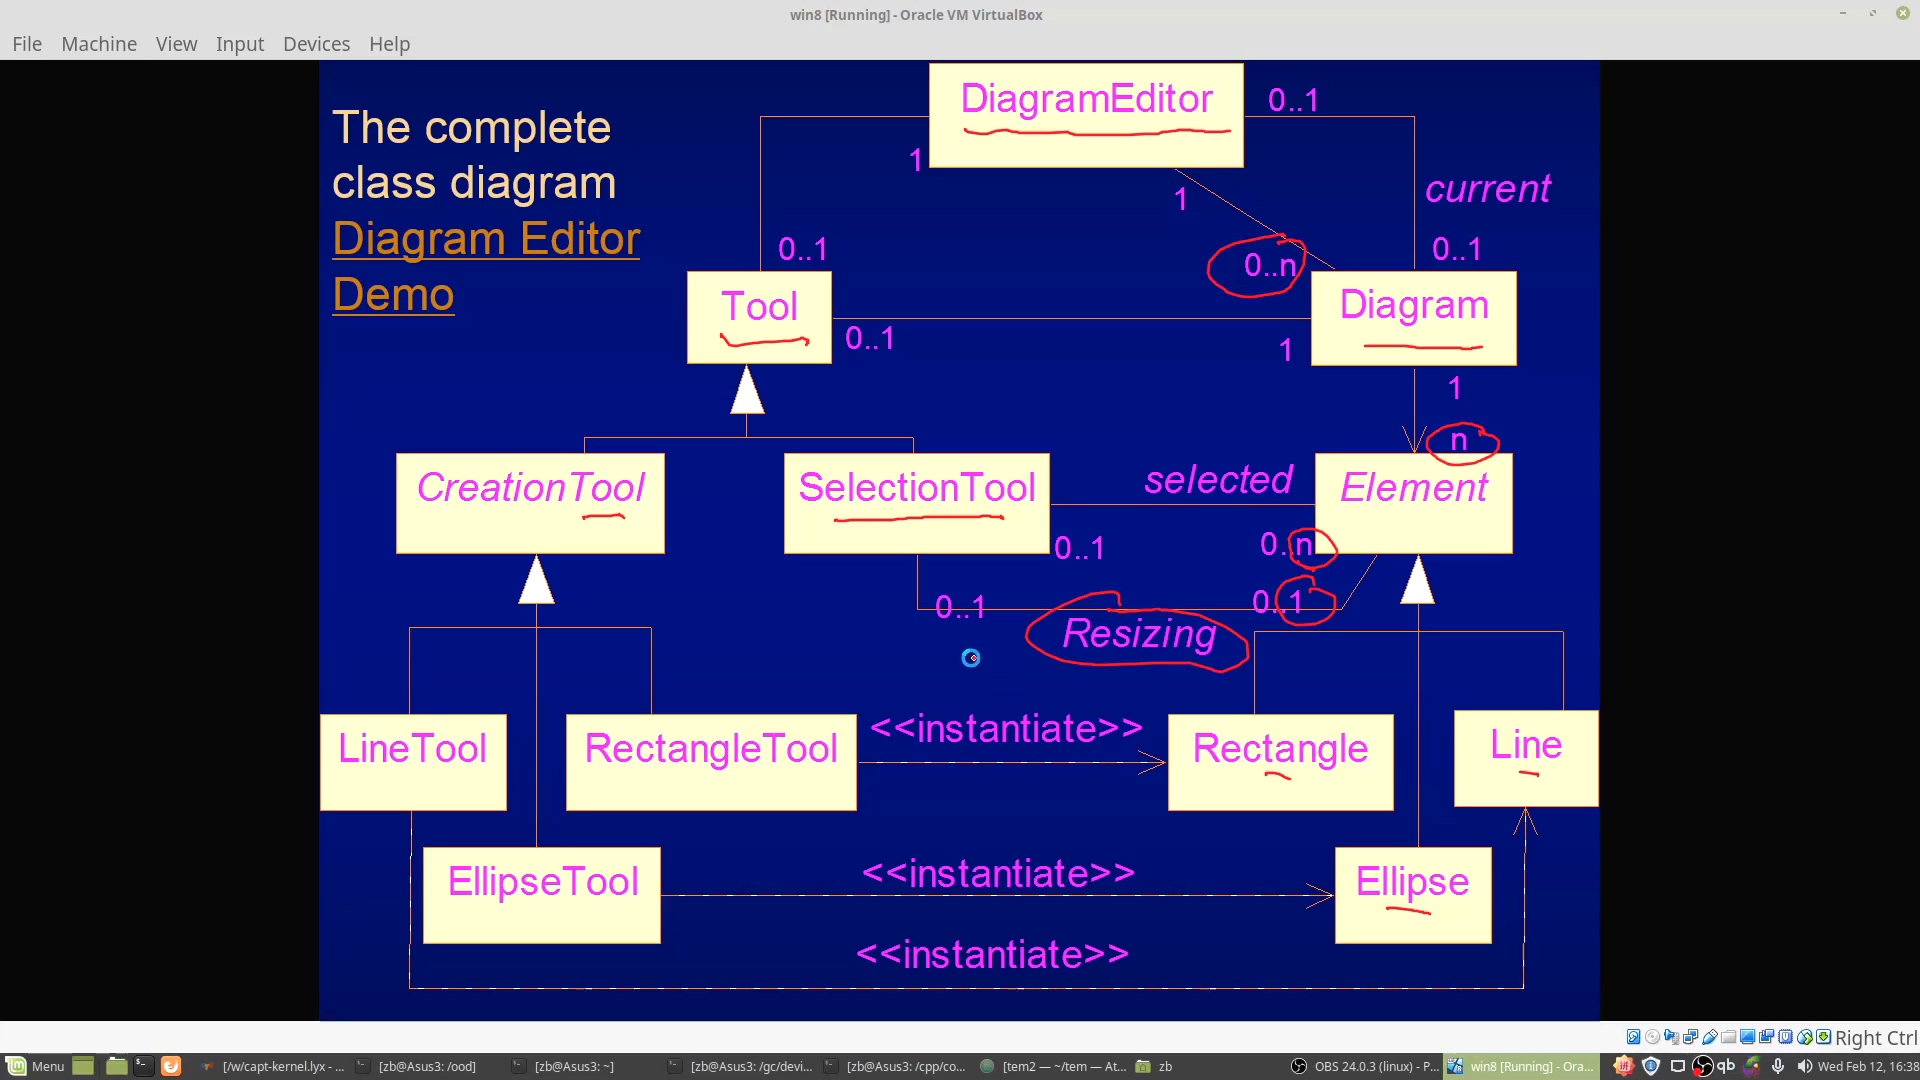 win8 [Running] - Oracle VM VirtualBox
File Machine View Input Devices Help
The complete
class diagram
Diagram Editor
Demo
DiagramEditor
0..1
1
1
current
0..1
0..n
0..1
Tool
Diagram
0..1
1
1
n
CreationTool
SelectionTool
selected
Element
0..1
0..n
0..1
0..1
Resizing
LineTool
RectangleTool
<<instantiate>>
Rectangle
Line
EllipseTool
<<instantiate>>
Ellipse
<<instantiate>>
Right Ctrl
Menu
[/w/capt-kernel.lyx - ...
[zb@Asus3: /ood]
[zb@Asus3: ~]
[zb@Asus3: /gc/devi...
[zb@Asus3: /cpp/co...
[tem2 — ~/tem — At...
zb
OBS 24.0.3 (linux) - P...
win8 [Running] - Ora...
qb
Wed Feb 12, 16:38